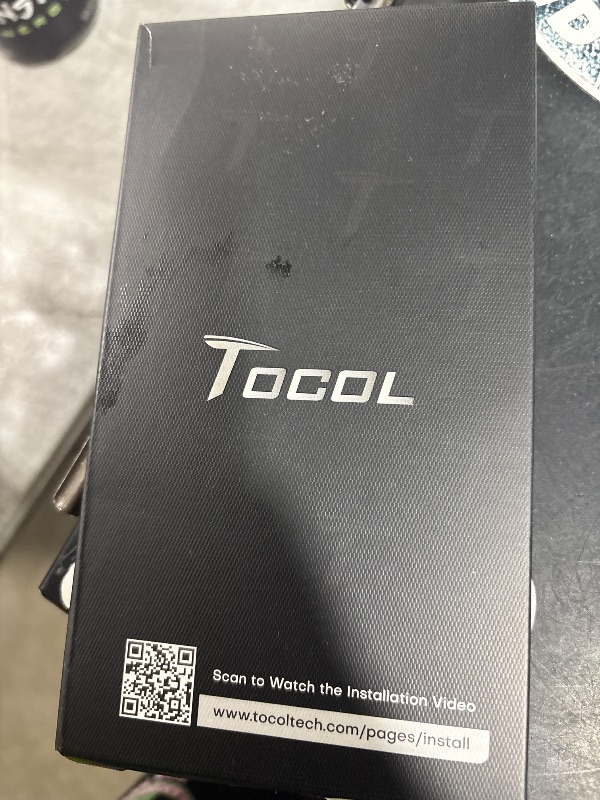 TOCOL
Scan to Watch the Installation Video
www.tocoltech.com/pages/install